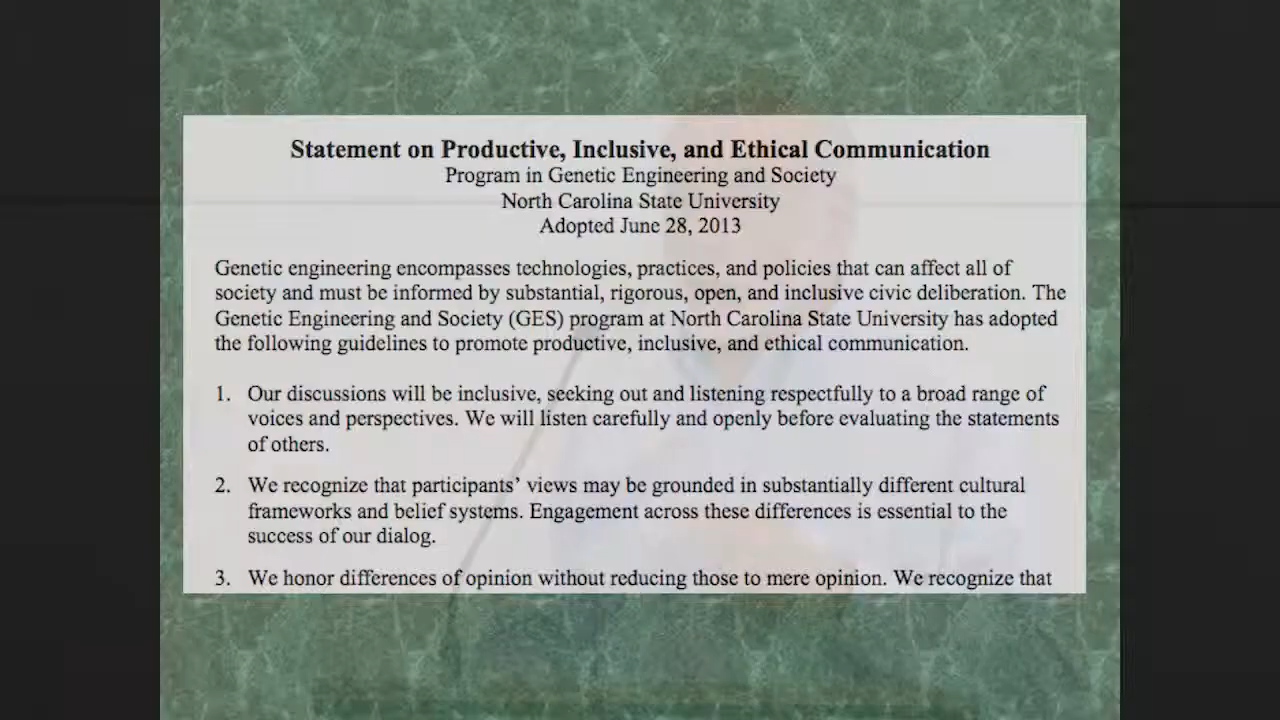 Statement on Productive, Inclusive, and Ethical Communication
Program in Genetic Engineering and Society
North Carolina State University
Adopted June 28, 2013
Genetic engineering encompasses technologies, practices, and policies that can affect all of
society and must be informed by substantial, rigorous, open, and inclusive civic deliberation. The
Genetic Engineering and Society (GES) program at North Carolina State University has adopted
the following guidelines to promote productive, inclusive, and ethical communication.
1. Our discussions will be inclusive, seeking out and listening respectfully to a broad range of
voices and perspectives. We will listen carefully and openly before evaluating the statements
of others.
2. We recognize that participants’ views may be grounded in substantially different cultural
frameworks and belief systems. Engagement across these differences is essential to the
success of our dialog.
3. We honor differences of opinion without reducing those to mere opinion. We recognize that